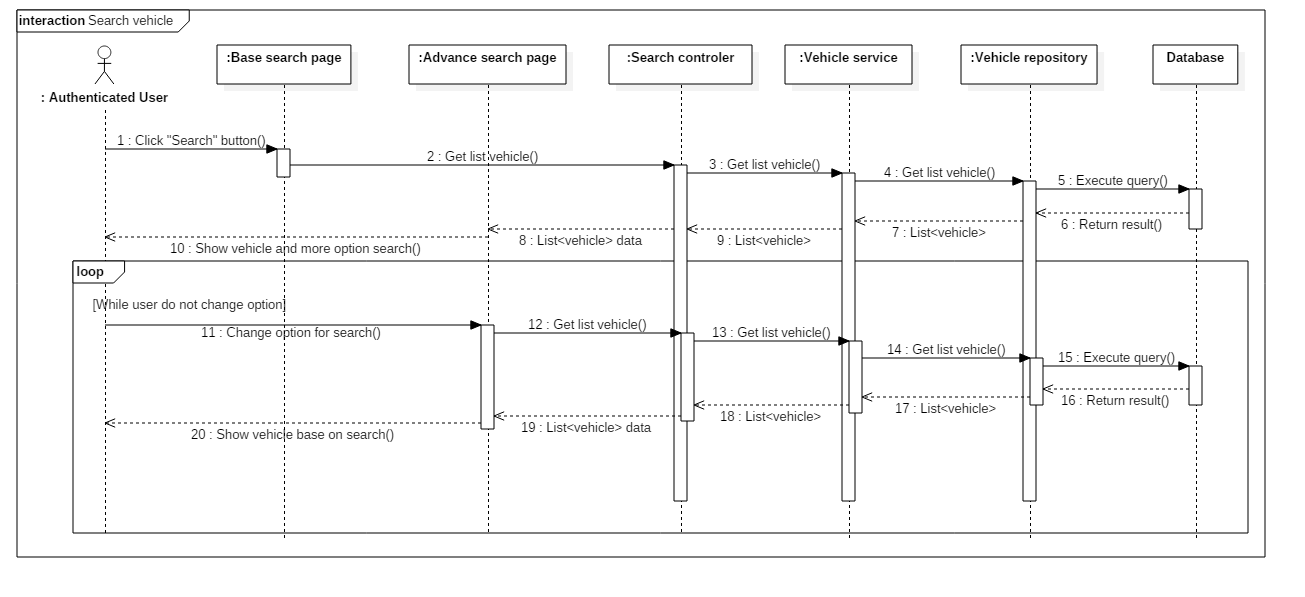 interaction Search vehicle
: Authenticated User
:Base search page
:Advance search page
:Search controler
:Vehicle service
:Vehicle repository
Database
1 : Click "Search" button()
2 : Get list vehicle()
3 : Get list vehicle()
4 : Get list vehicle()
5 : Execute query()
6 : Return result()
7 : List<vehicle>
8 : List<vehicle> data
9 : List<vehicle>
10 : Show vehicle and more option search()
loop
[While user do not change option]
11 : Change option for search()
12 : Get list vehicle()
13 : Get list vehicle()
14 : Get list vehicle()
15 : Execute query()
16 : Return result()
17 : List<vehicle>
18 : List<vehicle>
19 : List<vehicle> data
20 : Show vehicle base on search()